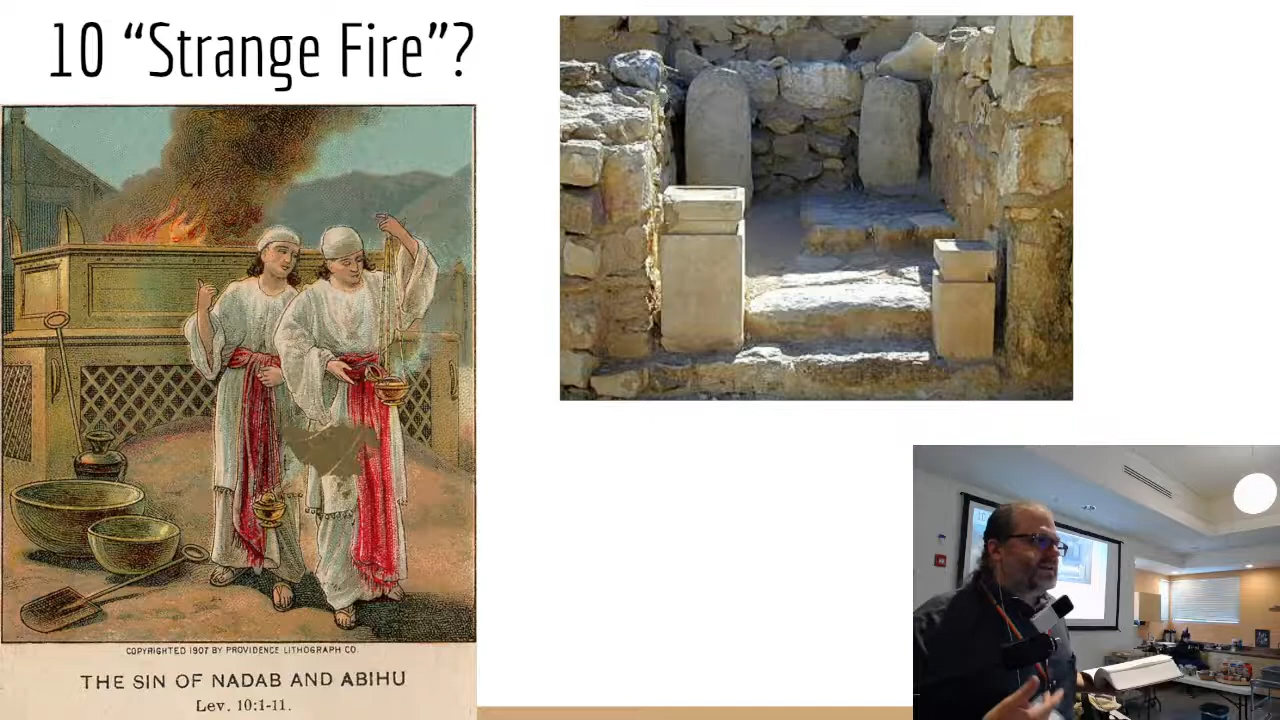 10 “Strange Fire”?
COPYRIGHTED 1907 BY PROVIDENCE LITHOGRAPH CO.
THE SIN OF NADAB AND ABIHU
Lev. 10:1-11.